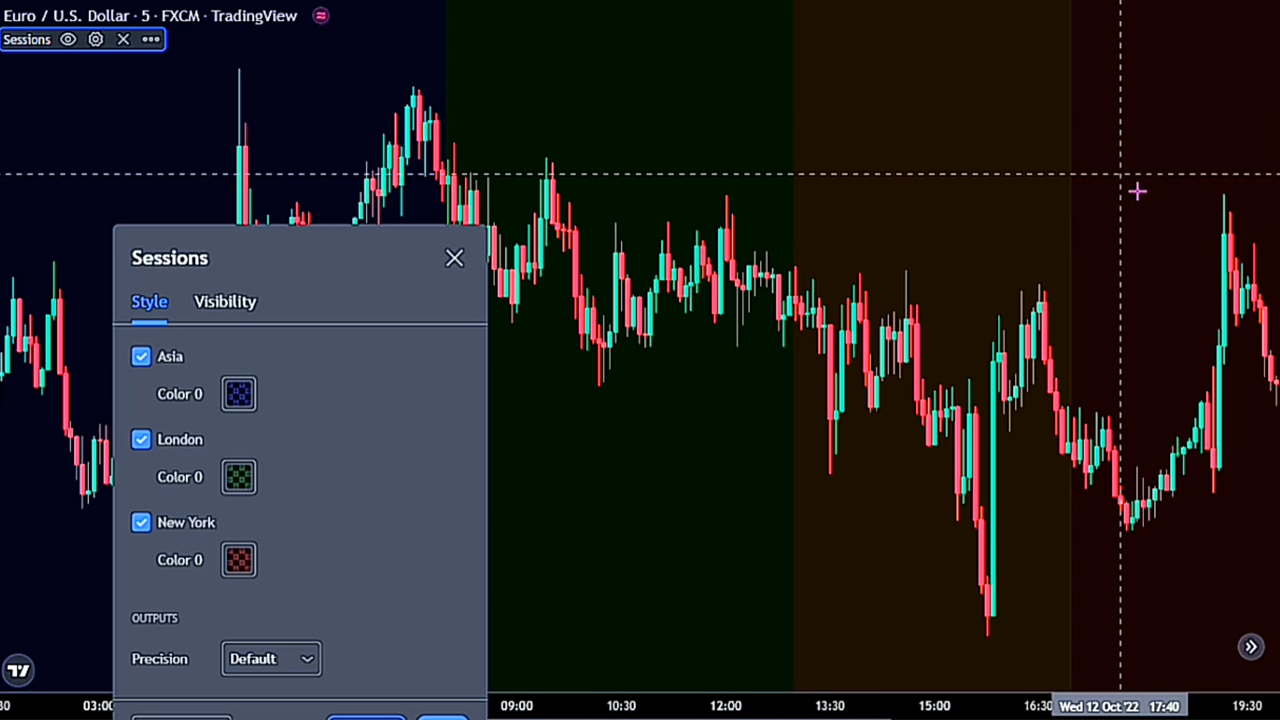 Euro / U.S. Dollar · 5 · FXCM · TradingView
Sessions
Sessions
Style Visibility
Asia
Color 0
London
Color 0
New York
Color 0
OUTPUTS
Precision Default
30 03:00 09:00 10:30 12:00 13:30 15:00 16:30 Wed 12 Oct '22 17:40 19:30